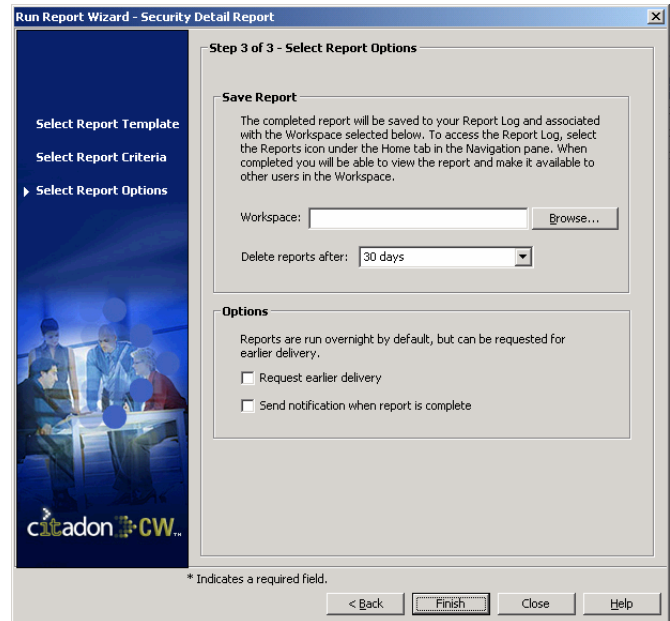 Run Report Wizard - Security Detail Report
Step 3 of 3 - Select Report Options
Select Report Template
Select Report Criteria
Select Report Options
Save Report
The completed report will be saved to your Report Log and associated
with the Workspace selected below. To access the Report Log, select
the Reports icon under the Home tab in the Navigation pane. When
completed you will be able to view the report and make it available to
other users in the Workspace.
Workspace:
Browse...
Delete reports after: 30 days
Options
Reports are run overnight by default, but can be requested for
earlier delivery.
Request earlier delivery
Send notification when report is complete
citadon CW™
* Indicates a required field.
< Back Finish Close Help